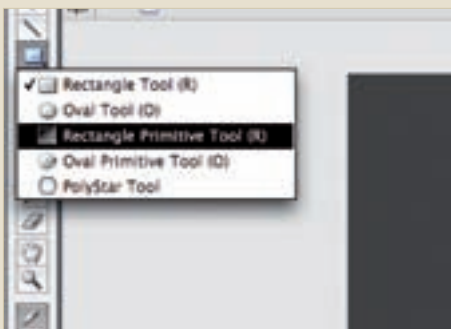 Rectangle Tool (R)
Oval Tool (O)
Rectangle Primitive Tool (R)
Oval Primitive Tool (O)
PolyStar Tool